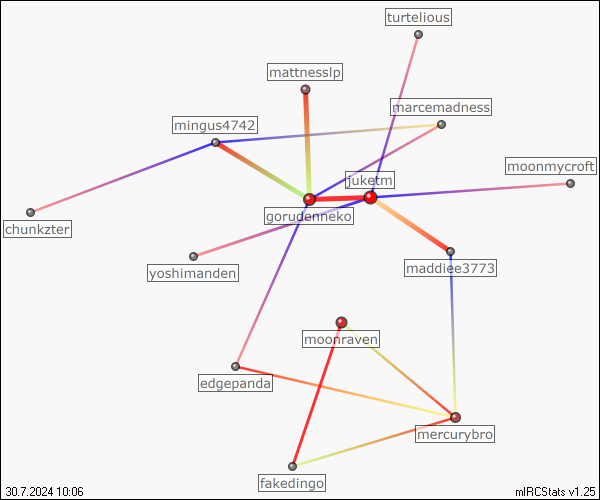 turtelious
mattnesslp
marcemadness
mingus4742
moonmycroft
juketm
gorudenneko
chunkzter
yoshimanden
maddiee3773
moonraven
edgepanda
mercurybro
fakedingo
30.7.2024 10:06
mIRCStats v1.25